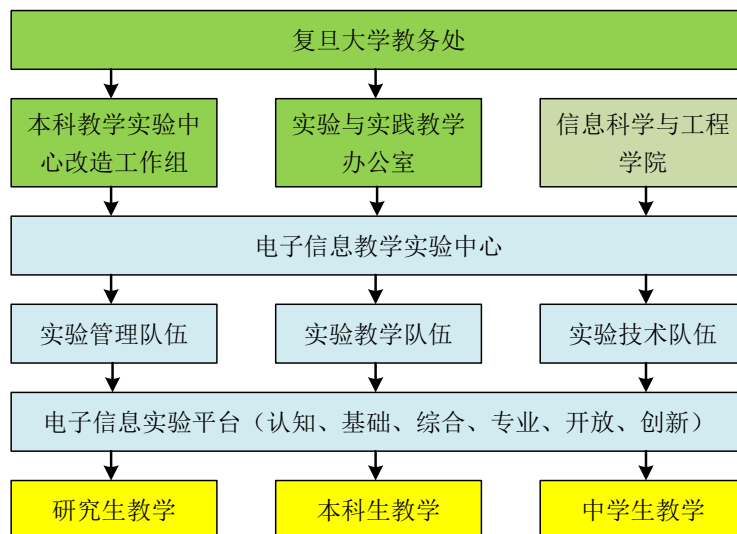 复旦大学教务处
本科教学实验中
心改造工作组
实验与实践教学
办公室
信息科学与工程
学院
电子信息教学实验中心
实验管理队伍
实验教学队伍
实验技术队伍
电子信息实验平台（认知、基础、综合、专业、开放、创新）
研究生教学
本科生教学
中学生教学